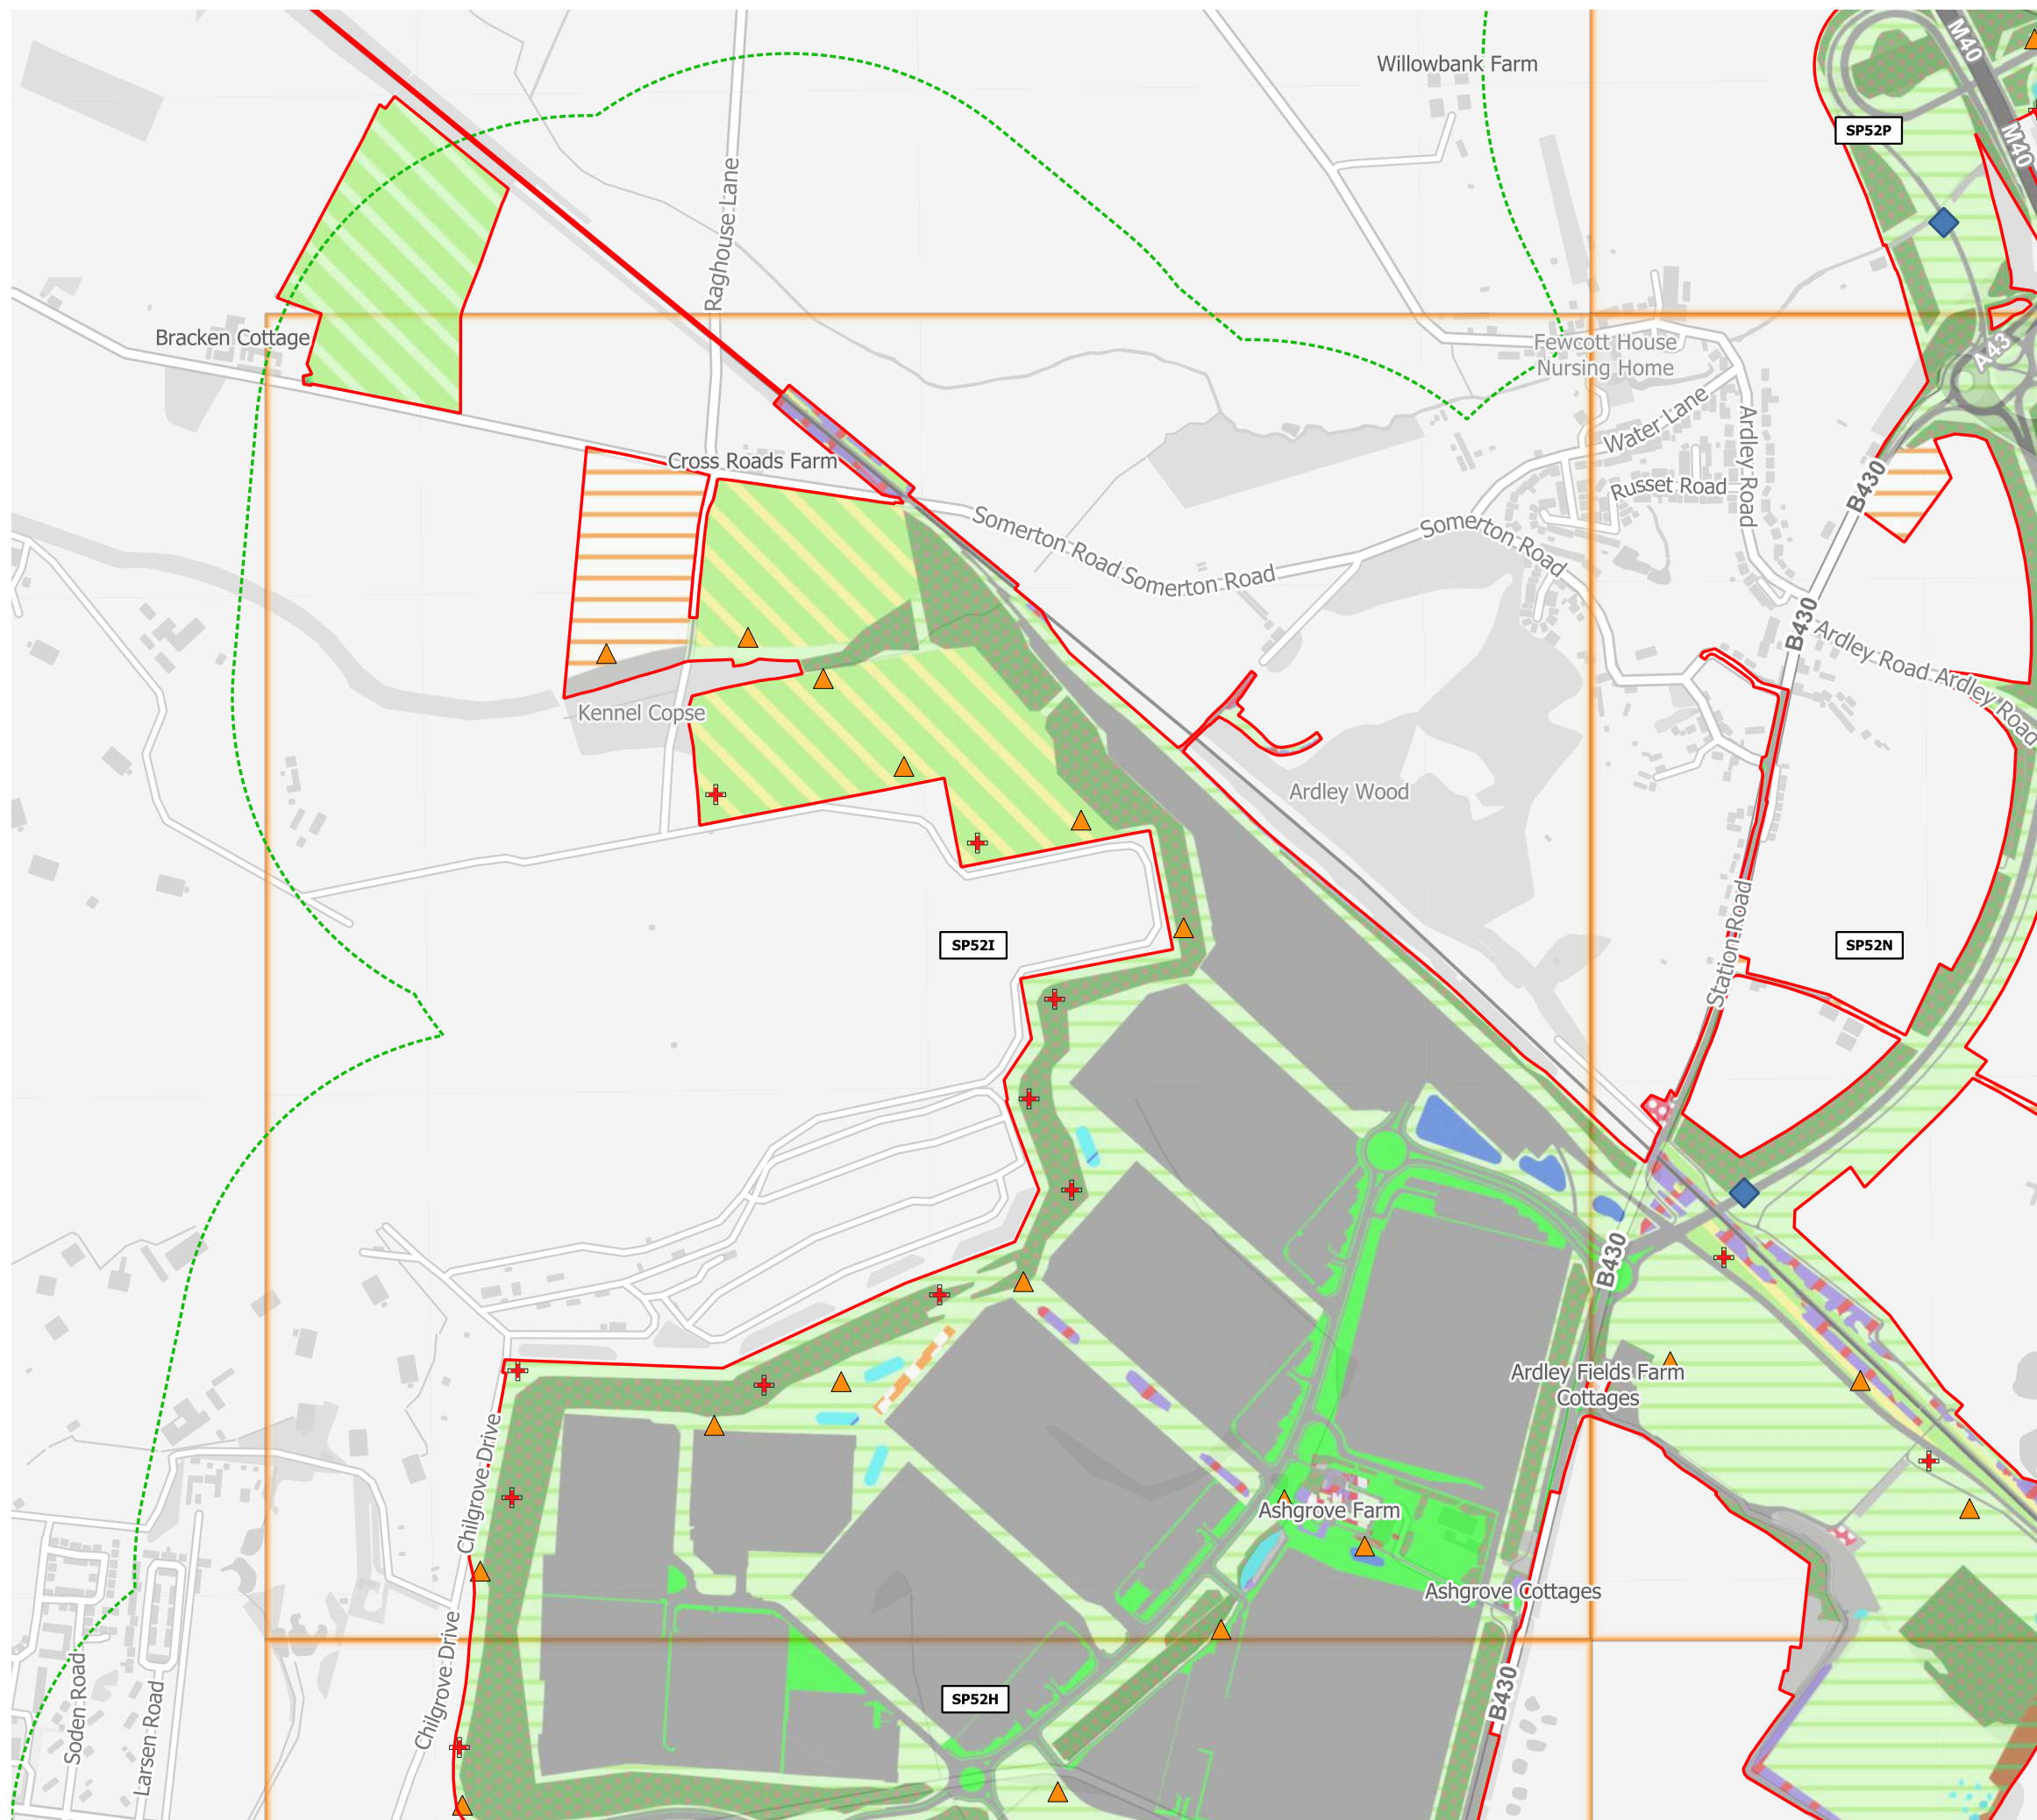 M40
Willowbank Farm
SP52P
M40
Raghouse Lane
Bracken Cottage
Fewcott House
Nursing Home
A43
Water Lane
Ardley Road
Cross Roads Farm
Russet Road
B430
Somerton Road
Somerton Road
Somerton Road
B430
Ardley Road
Ardley Road
Kennel Copse
Ardley Wood
SP52I
SP52N
Station Road
B430
Ardley Fields Farm
Cottages
Chilgrove Drive
Ashgrove Farm
Ashgrove Cottages
Chilgrove Drive
Soden Road
Larsen Road
SP52H
B430